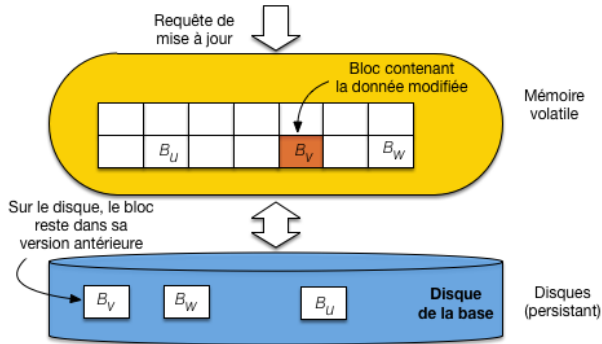 Requête de
mise à jour
Bloc contenant
la donnée modifiée
Mémoire
volatile
B_U
B_V
B_W
Sur le disque, le bloc
reste dans sa
version antérieure
B_V
B_W
B_U
Disque
de la base
Disques
(persistant)